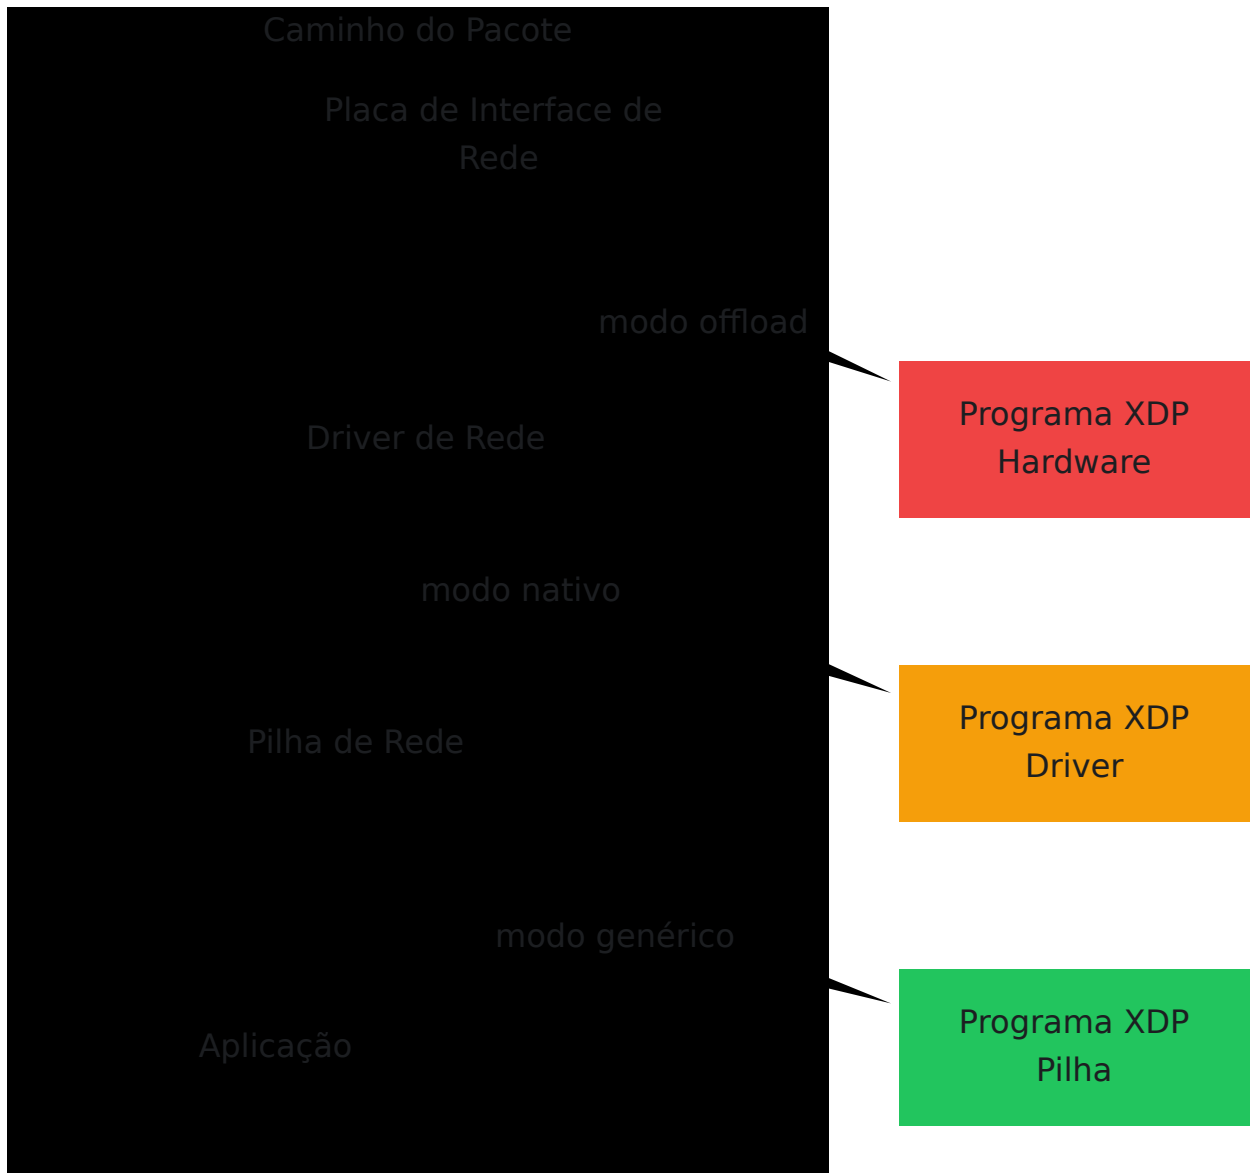 Caminho do Pacote
Placa de Interface de
Rede
modo offload
Programa XDP
Hardware
Driver de Rede
modo nativo
Programa XDP
Driver
Pilha de Rede
modo genérico
Programa XDP
Pilha
Aplicação